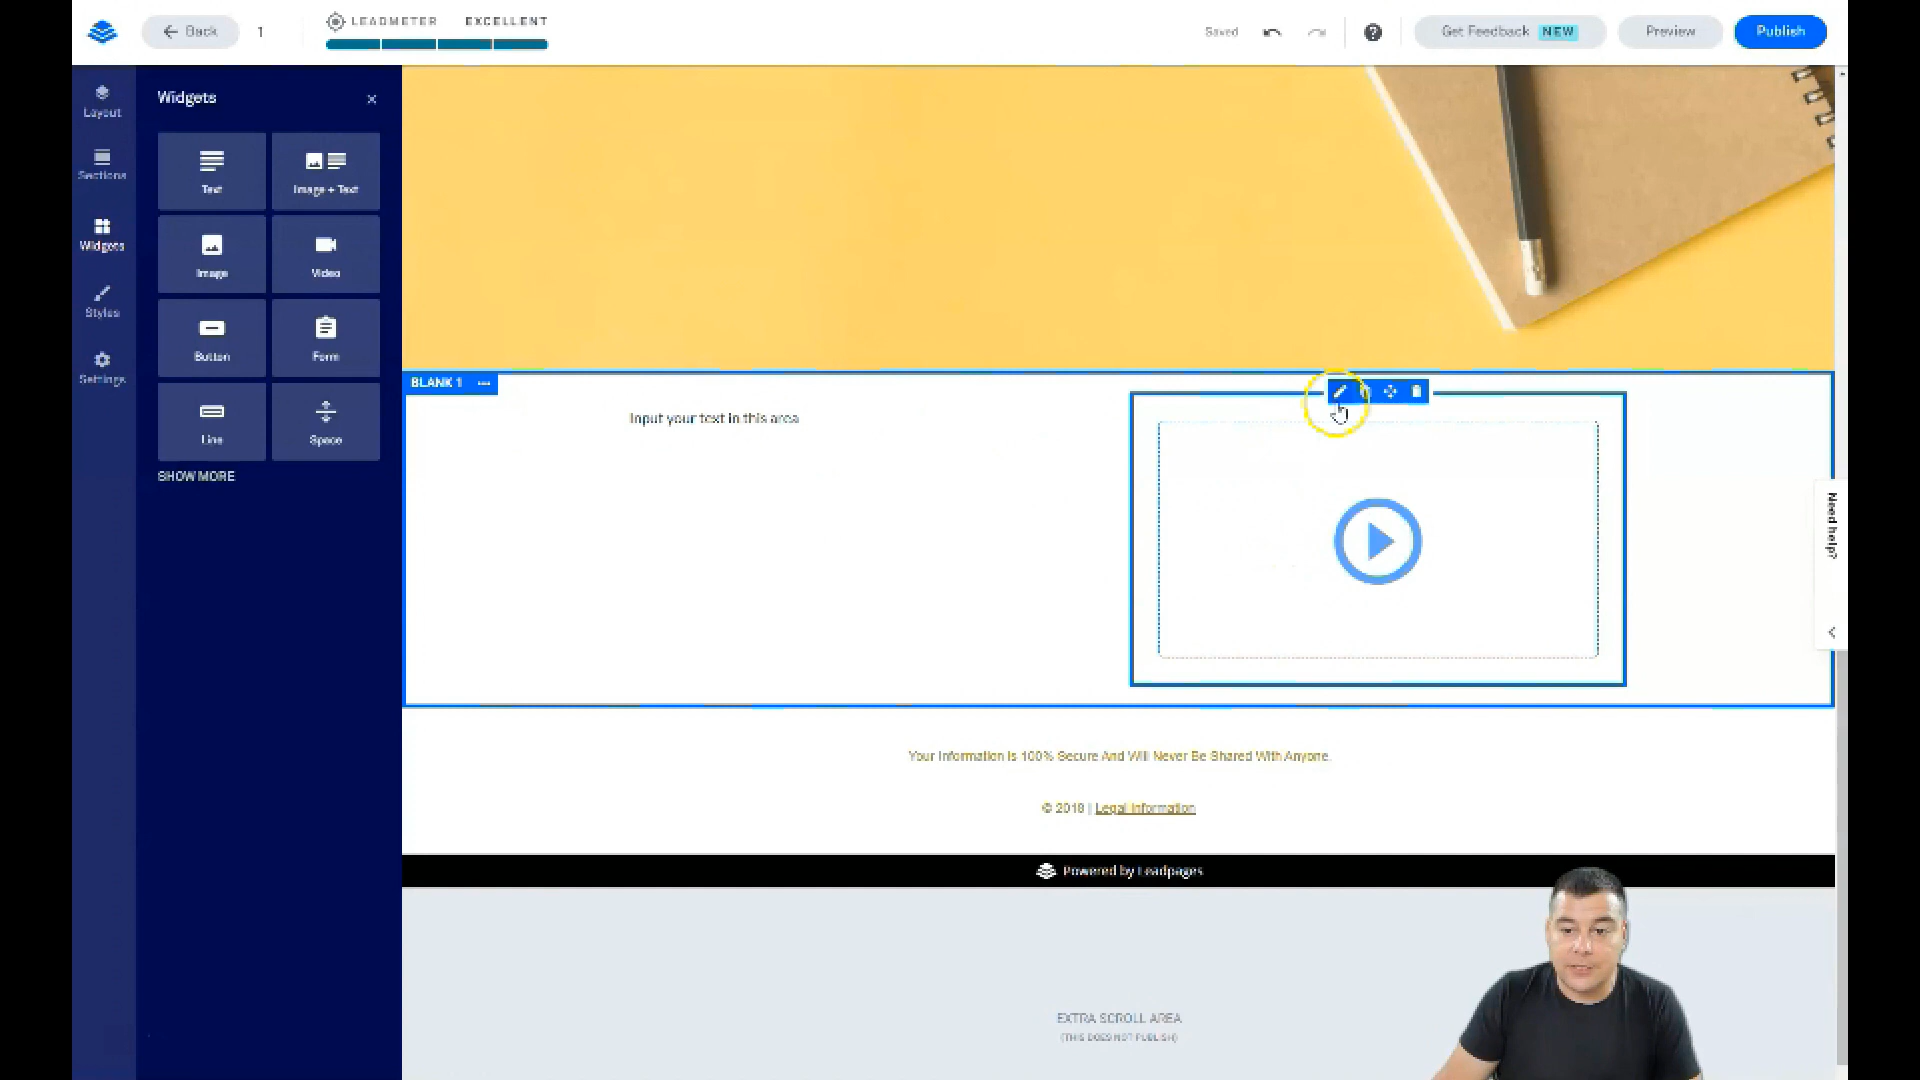 Back
1
LEADMETER
EXCELLENT
Saved
Get Feedback NEW
Preview
Publish
Layout
Sections
Widgets
Styles
Settings
Widgets
Text
Image + Text
Image
Video
Button
Form
Line
Space
SHOW MORE
BLANK 1
Input your text in this area
Need help?
Your Information is 100% Secure And Will Never Be Shared With Anyone.
© 2018 | Legal Information
Powered by Leadpages
EXTRA SCROLL AREA
(THIS DOES NOT PUBLISH)